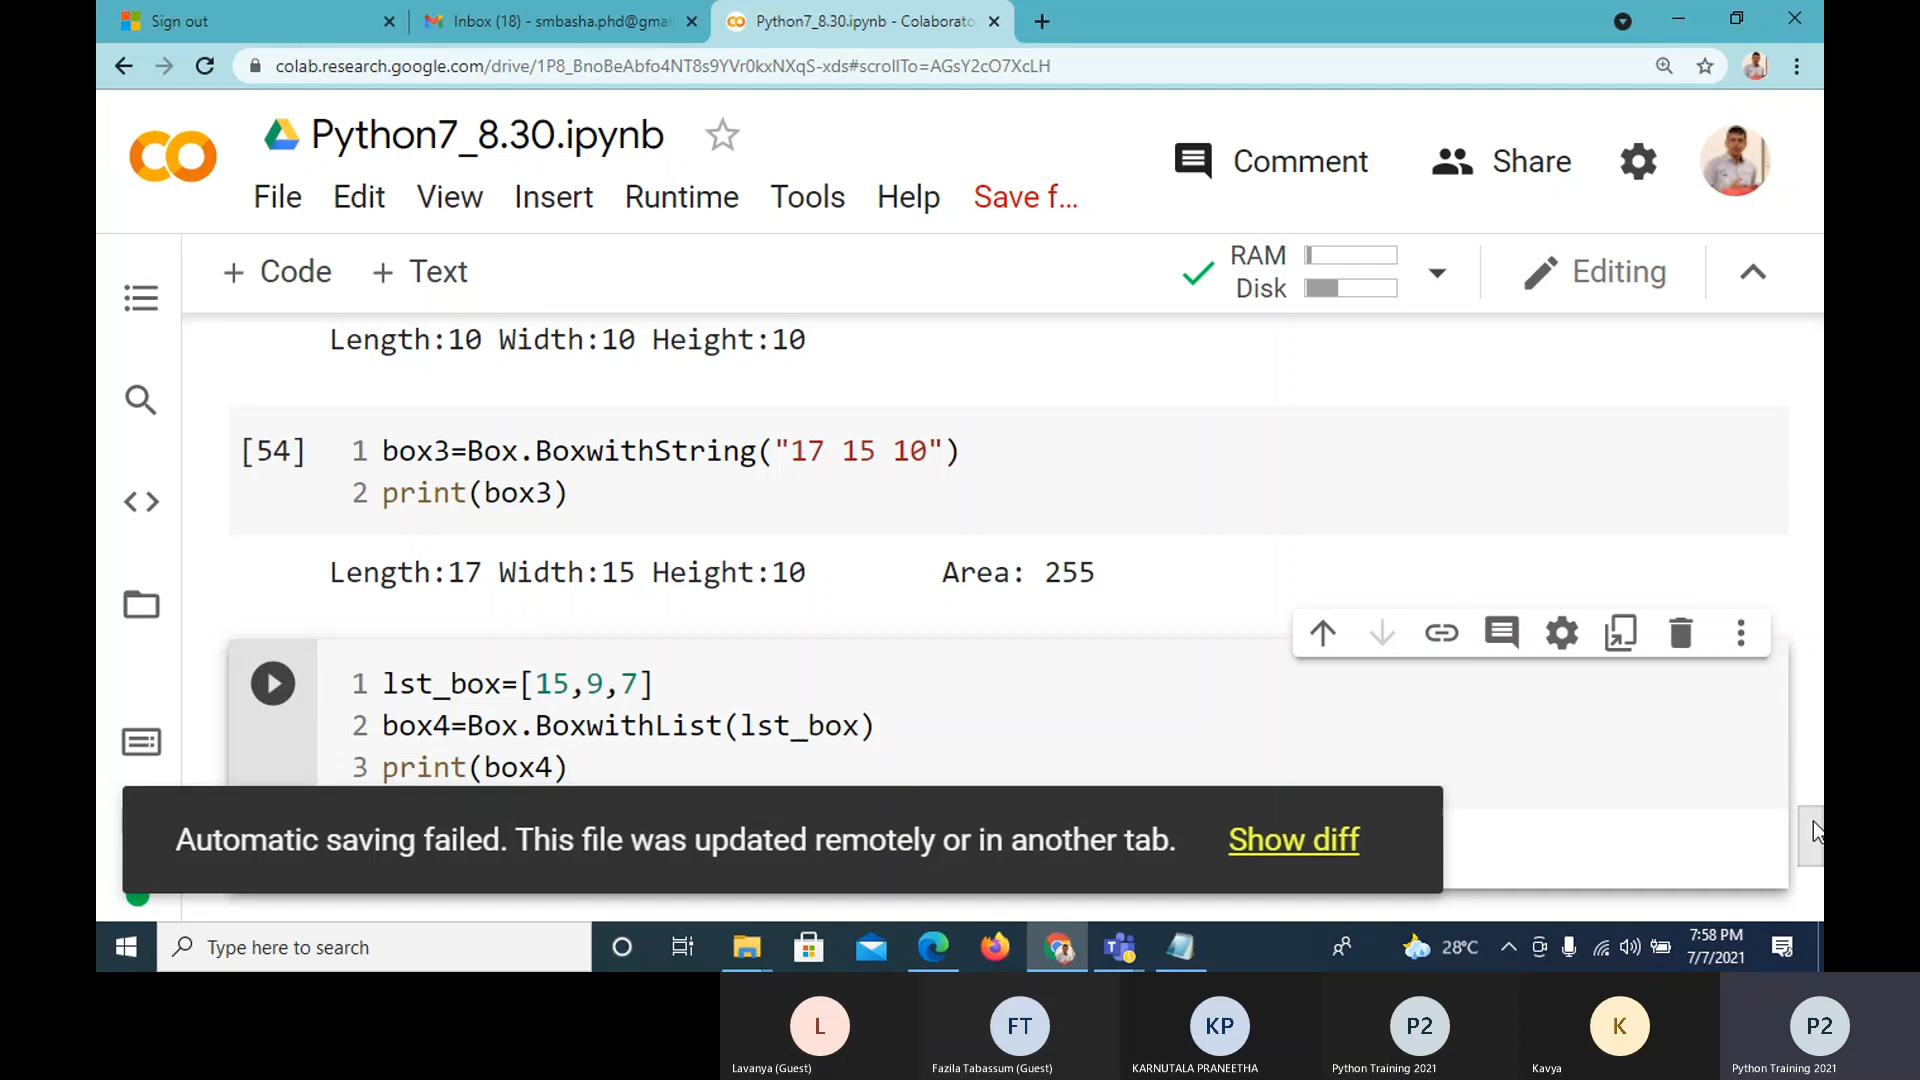 Sign out
Inbox (18) - smbasha.phd@gmai
Python7_8.30.ipynb - Colaborato
colab.research.google.com/drive/1P8_BnoBeAbfo4NT8s9YVr0kxNXqS-xds#scrollTo=AGsY2cO7XcLH
Python7_8.30.ipynb
Comment
Share
File Edit View Insert Runtime Tools Help Save f...
+ Code + Text
RAM
Disk
Editing
Length:10 Width:10 Height:10
[54] 1 box3=Box.BoxwithString("17 15 10")
2 print(box3)
Length:17 Width:15 Height:10 Area: 255
1 lst_box=[15,9,7]
2 box4=Box.BoxwithList(lst_box)
3 print(box4)
Automatic saving failed. This file was updated remotely or in another tab. Show diff
Type here to search
28°C
7:58 PM
7/7/2021
L
FT
KP
P2
K
P2
Lavanya (Guest)
Fazila Tabassum (Guest)
KARNUTALA PRANEETHA
Python Training 2021
Kavya
Python Training 2021